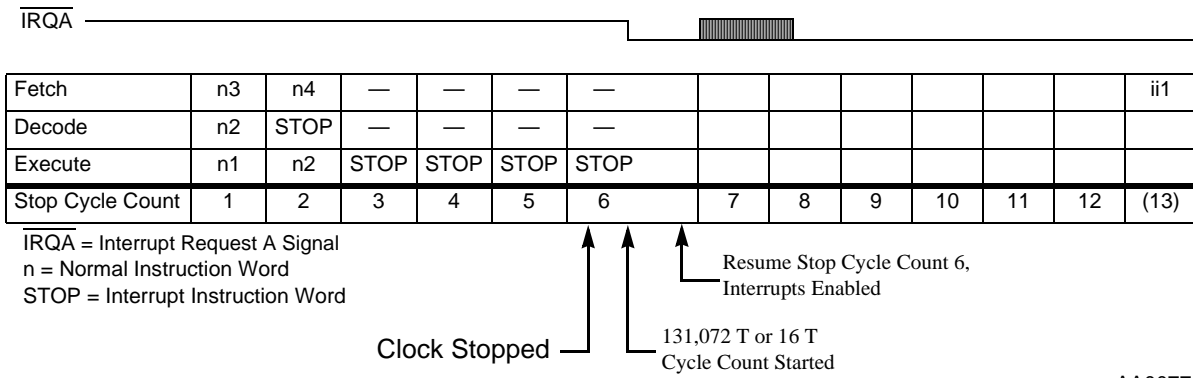 IRQA
Fetch n3 n4 — — — — ii1
Decode n2 STOP — — — —
Execute n1 n2 STOP STOP STOP STOP
Stop Cycle Count 1 2 3 4 5 6 7 8 9 10 11 12 (13)
IRQA = Interrupt Request A Signal
n = Normal Instruction Word
STOP = Interrupt Instruction Word
Resume Stop Cycle Count 6,
Interrupts Enabled
Clock Stopped
131,072 T or 16 T
Cycle Count Started